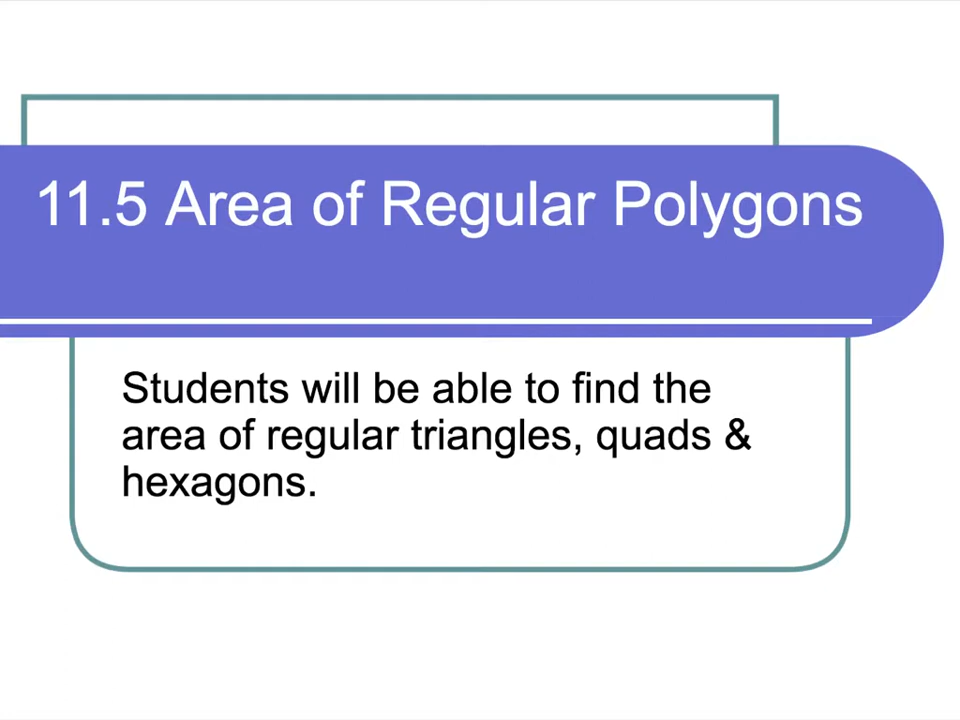 11.5 Area of Regular Polygons
Students will be able to find the
area of regular triangles, quads &
hexagons.